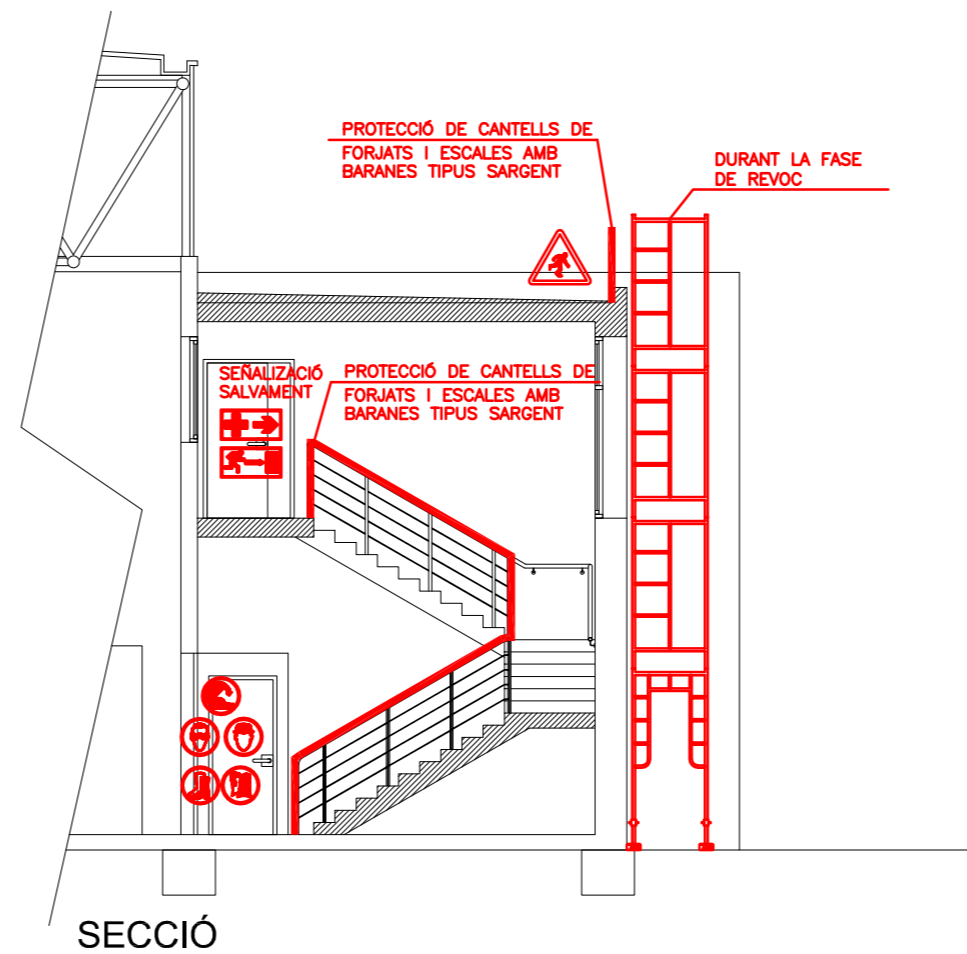 PROTECCIÓ DE CANTELLS DE
FORJATS I ESCALES AMB
BARANES TIPUS SARGENT
DURANT LA FASE
DE REVOC
SEÑALIZACIÓ
SALVAMENT
PROTECCIÓ DE CANTELLS DE
FORJATS I ESCALES AMB
BARANES TIPUS SARGENT
SECCIÓ